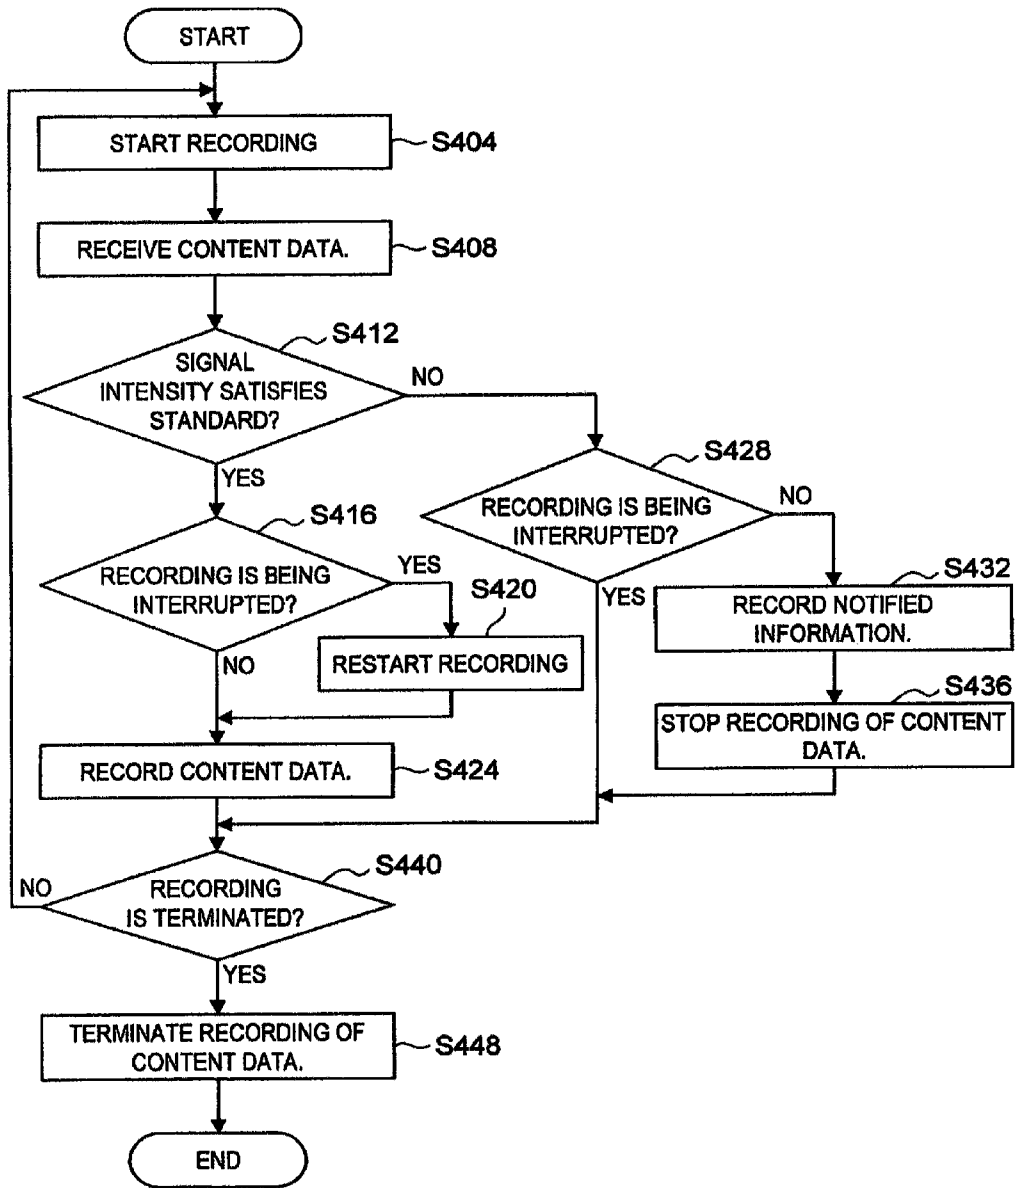 START
START RECORDING
S404
RECEIVE CONTENT DATA.
S408
S412
SIGNAL
INTENSITY SATISFIES
STANDARD?
NO
YES
S428
RECORDING IS BEING
INTERRUPTED?
NO
YES
S416
RECORDING IS BEING
INTERRUPTED?
YES
NO
S420
RESTART RECORDING
S432
RECORD NOTIFIED
INFORMATION.
S436
STOP RECORDING OF CONTENT
DATA.
RECORD CONTENT DATA.
S424
S440
RECORDING
IS TERMINATED?
NO
YES
TERMINATE RECORDING OF
CONTENT DATA.
S448
END